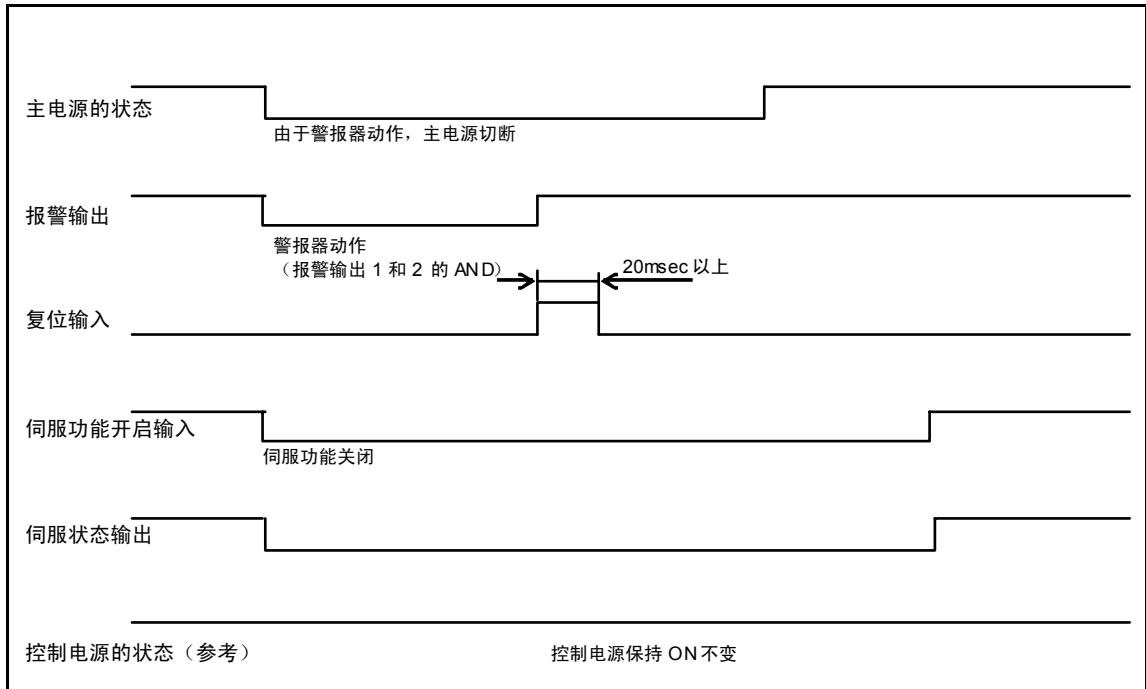 主电源的状态
由于警报器动作，主电源切断
报警输出
警报器动作
（报警输出 1 和 2 的 AND）
20msec 以上
复位输入
伺服功能开启输入
伺服功能关闭
伺服状态输出
控制电源的状态（参考）
控制电源保持 ON 不变